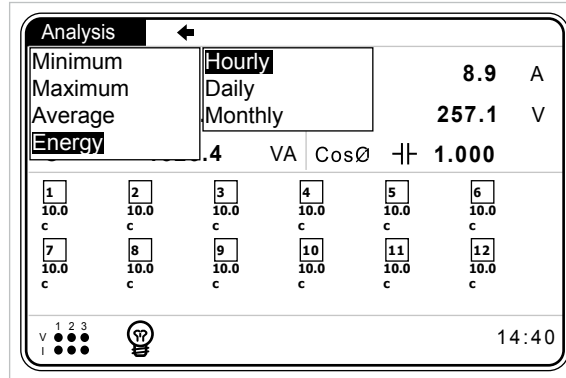 Analysis
Minimum
Maximum
Average
Energy
Hourly
Daily
Monthly
8.9 A
257.1 V
.4 VA CosØ 1.000
1 2 3 4 5 6
10.0 10.0 10.0 10.0 10.0 10.0
c c c c c c
7 8 9 10 11 12
10.0 10.0 10.0 10.0 10.0 10.0
c c c c c c
1 2 3
V
I
14:40